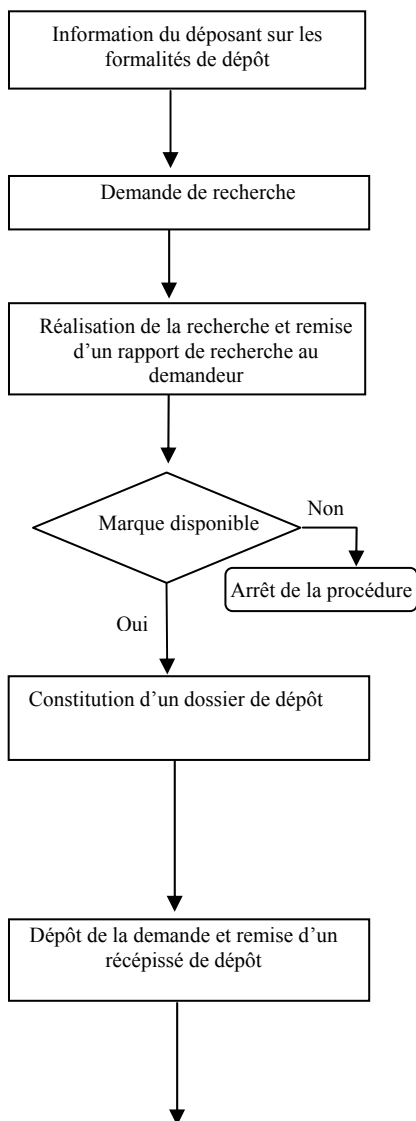 Information du déposant sur les
formalités de dépôt
Demande de recherche
Réalisation de la recherche et remise
d’un rapport de recherche au
demandeur
Marque disponible
Non
Arrêt de la procédure
Oui
Constitution d’un dossier de dépôt
Dépôt de la demande et remise d’un
récépissé de dépôt